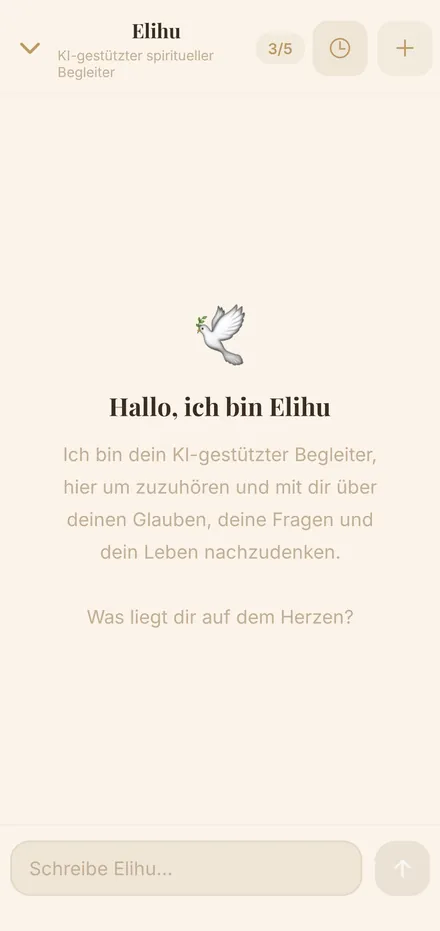 Elihu
KI-gestützter spiritueller
Begleiter
3/5
Hallo, ich bin Elihu
Ich bin dein KI-gestützter Begleiter,
hier um zuzuhören und mit dir über
deinen Glauben, deine Fragen und
dein Leben nachzudenken.
Was liegt dir auf dem Herzen?
Schreibe Elihu...